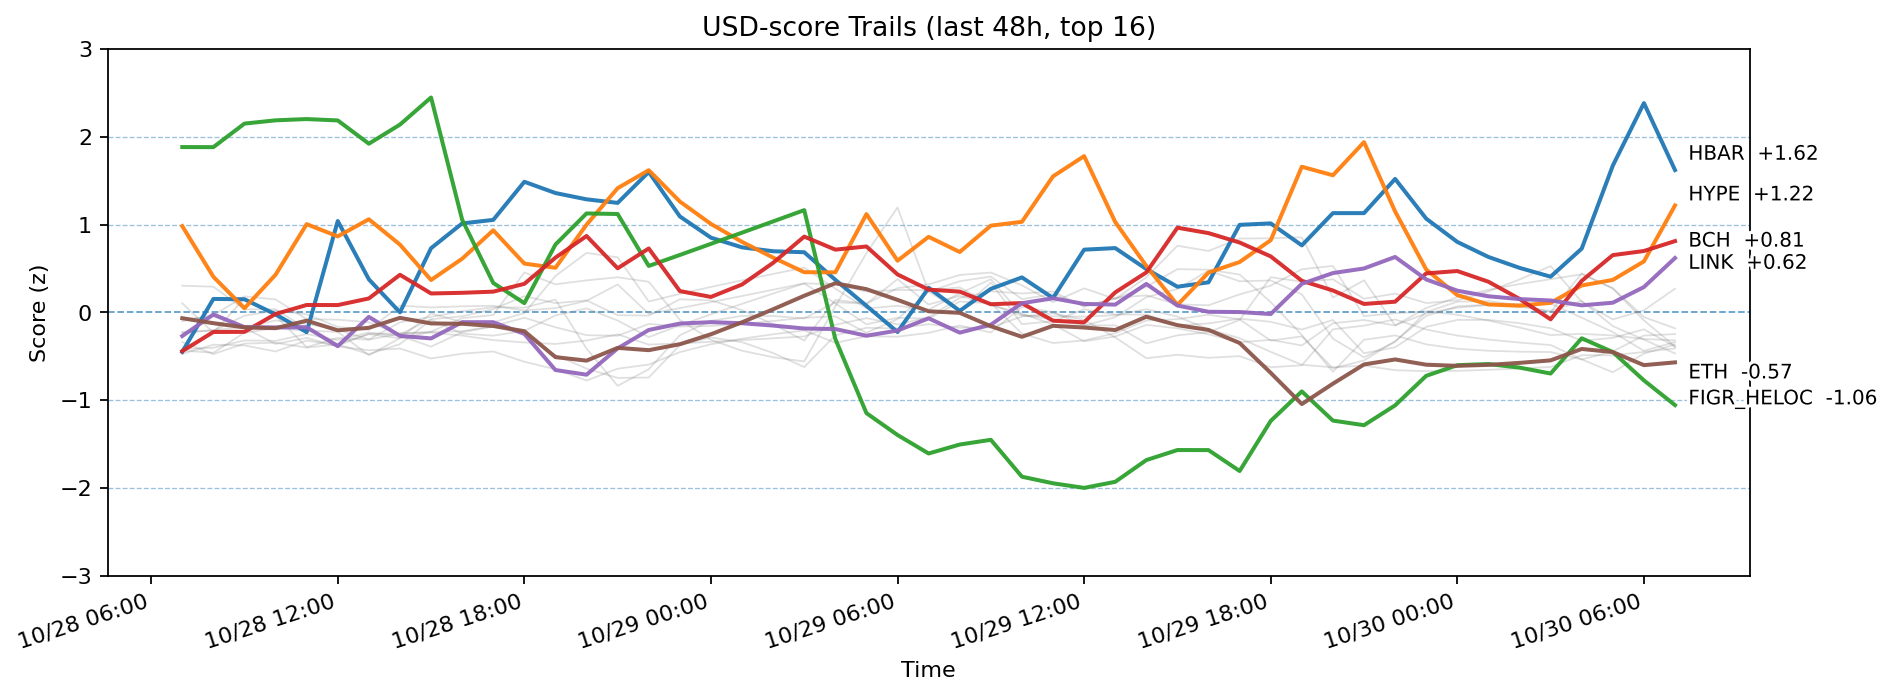 USD-score Trails (last 48h, top 16)
Score (z)
3
2
1
0
−1
−2
−3
HBAR +1.62
HYPE +1.22
BCH +0.81
LINK +0.62
ETH -0.57
FIGR_HELOC -1.06
10/28 06:00
10/28 12:00
10/28 18:00
10/29 00:00
10/29 06:00
10/29 12:00
10/29 18:00
10/30 00:00
10/30 06:00
Time